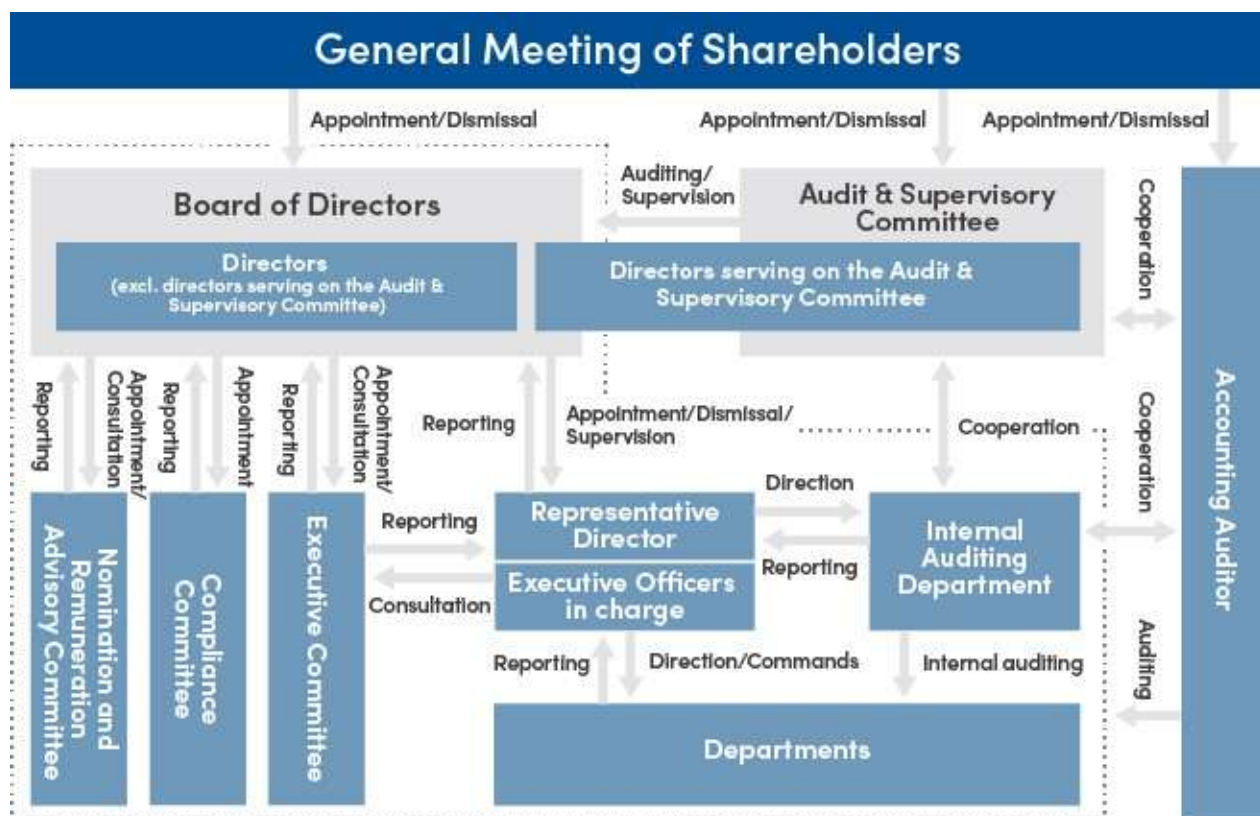 General Meeting of Shareholders
Appointment/Dismissal
Appointment/Dismissal
Appointment/Dismissal
Board of Directors
Auditing/
Supervision
Audit & Supervisory
Committee
Cooperation
Directors
(excl. directors serving on the Audit &
Supervisory Committee)
Directors serving on the Audit &
Supervisory Committee
Reporting
Appointment/
Consultation
Reporting
Appointment
Reporting
Appointment/
Consultation
Reporting
Appointment/Dismissal/
Supervision
Cooperation
Cooperation
Accounting Auditor
Nomination and
Remuneration
Advisory Committee
Compliance
Committee
Executive Committee
Reporting
Consultation
Representative
Director
Executive Officers
in charge
Direction
Reporting
Internal
Auditing
Department
Reporting
Direction/Commands
Internal auditing
Auditing
Departments